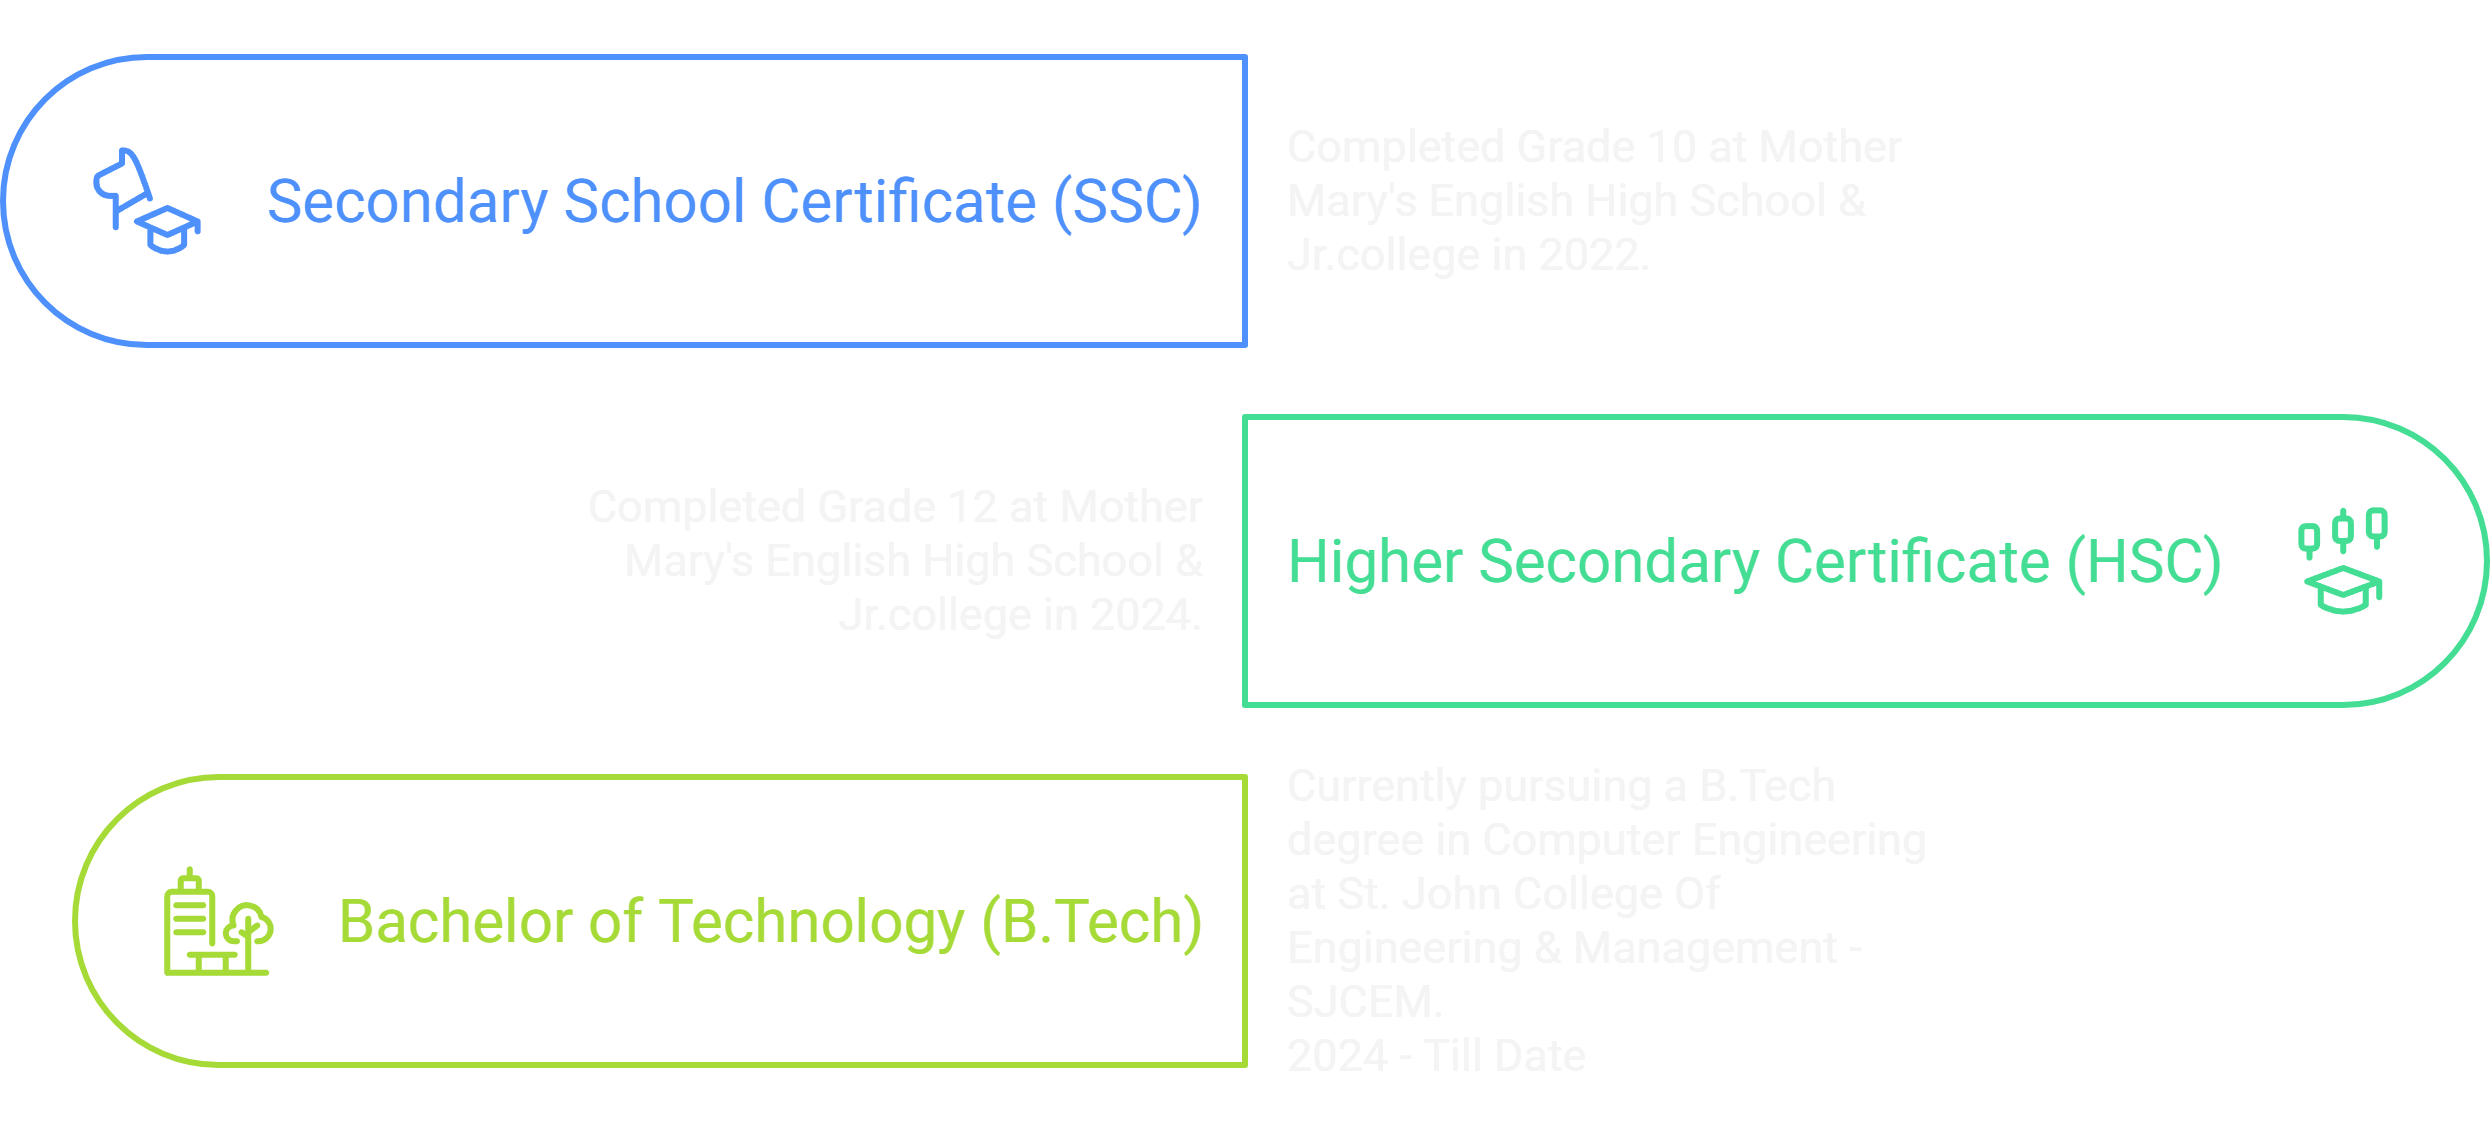 Secondary School Certificate (SSC)
Completed Grade 10 at Mother
Mary's English High School &
Jr.college in 2022.
Completed Grade 12 at Mother
Mary's English High School &
Jr.college in 2024.
Higher Secondary Certificate (HSC)
Bachelor of Technology (B.Tech)
Currently pursuing a B.Tech
degree in Computer Engineering
at St. John College Of
Engineering & Management -
SJCEM.
2024 - Till Date